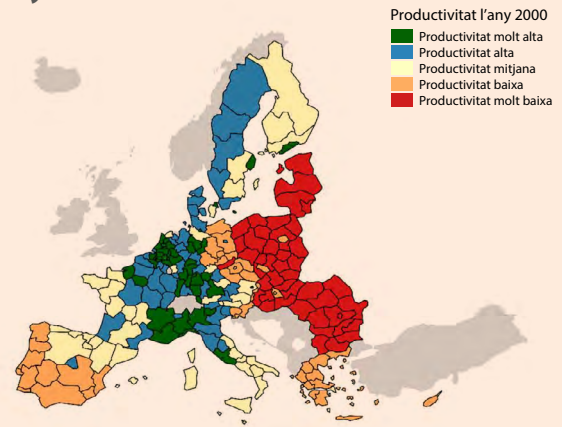 Productivitat l'any 2000
Productivitat molt alta
Productivitat alta
Productivitat mitjana
Productivitat baixa
Productivitat molt baixa